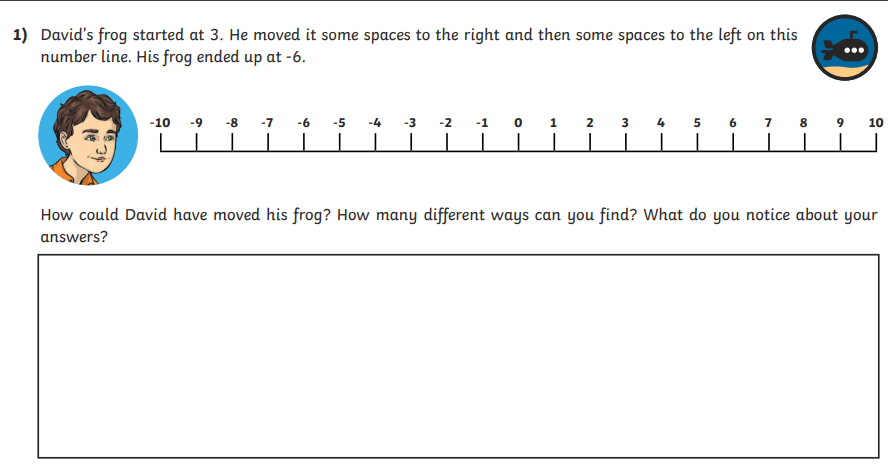 1) David's frog started at 3. He moved it some spaces to the right and then some spaces to the left on this
number line. His frog ended up at -6.
-10 -9 -8 -7 -6 -5 -4 -3 -2 -1 0 1 2 3 4 5 6 7 8 9 10
How could David have moved his frog? How many different ways can you find? What do you notice about your
answers?